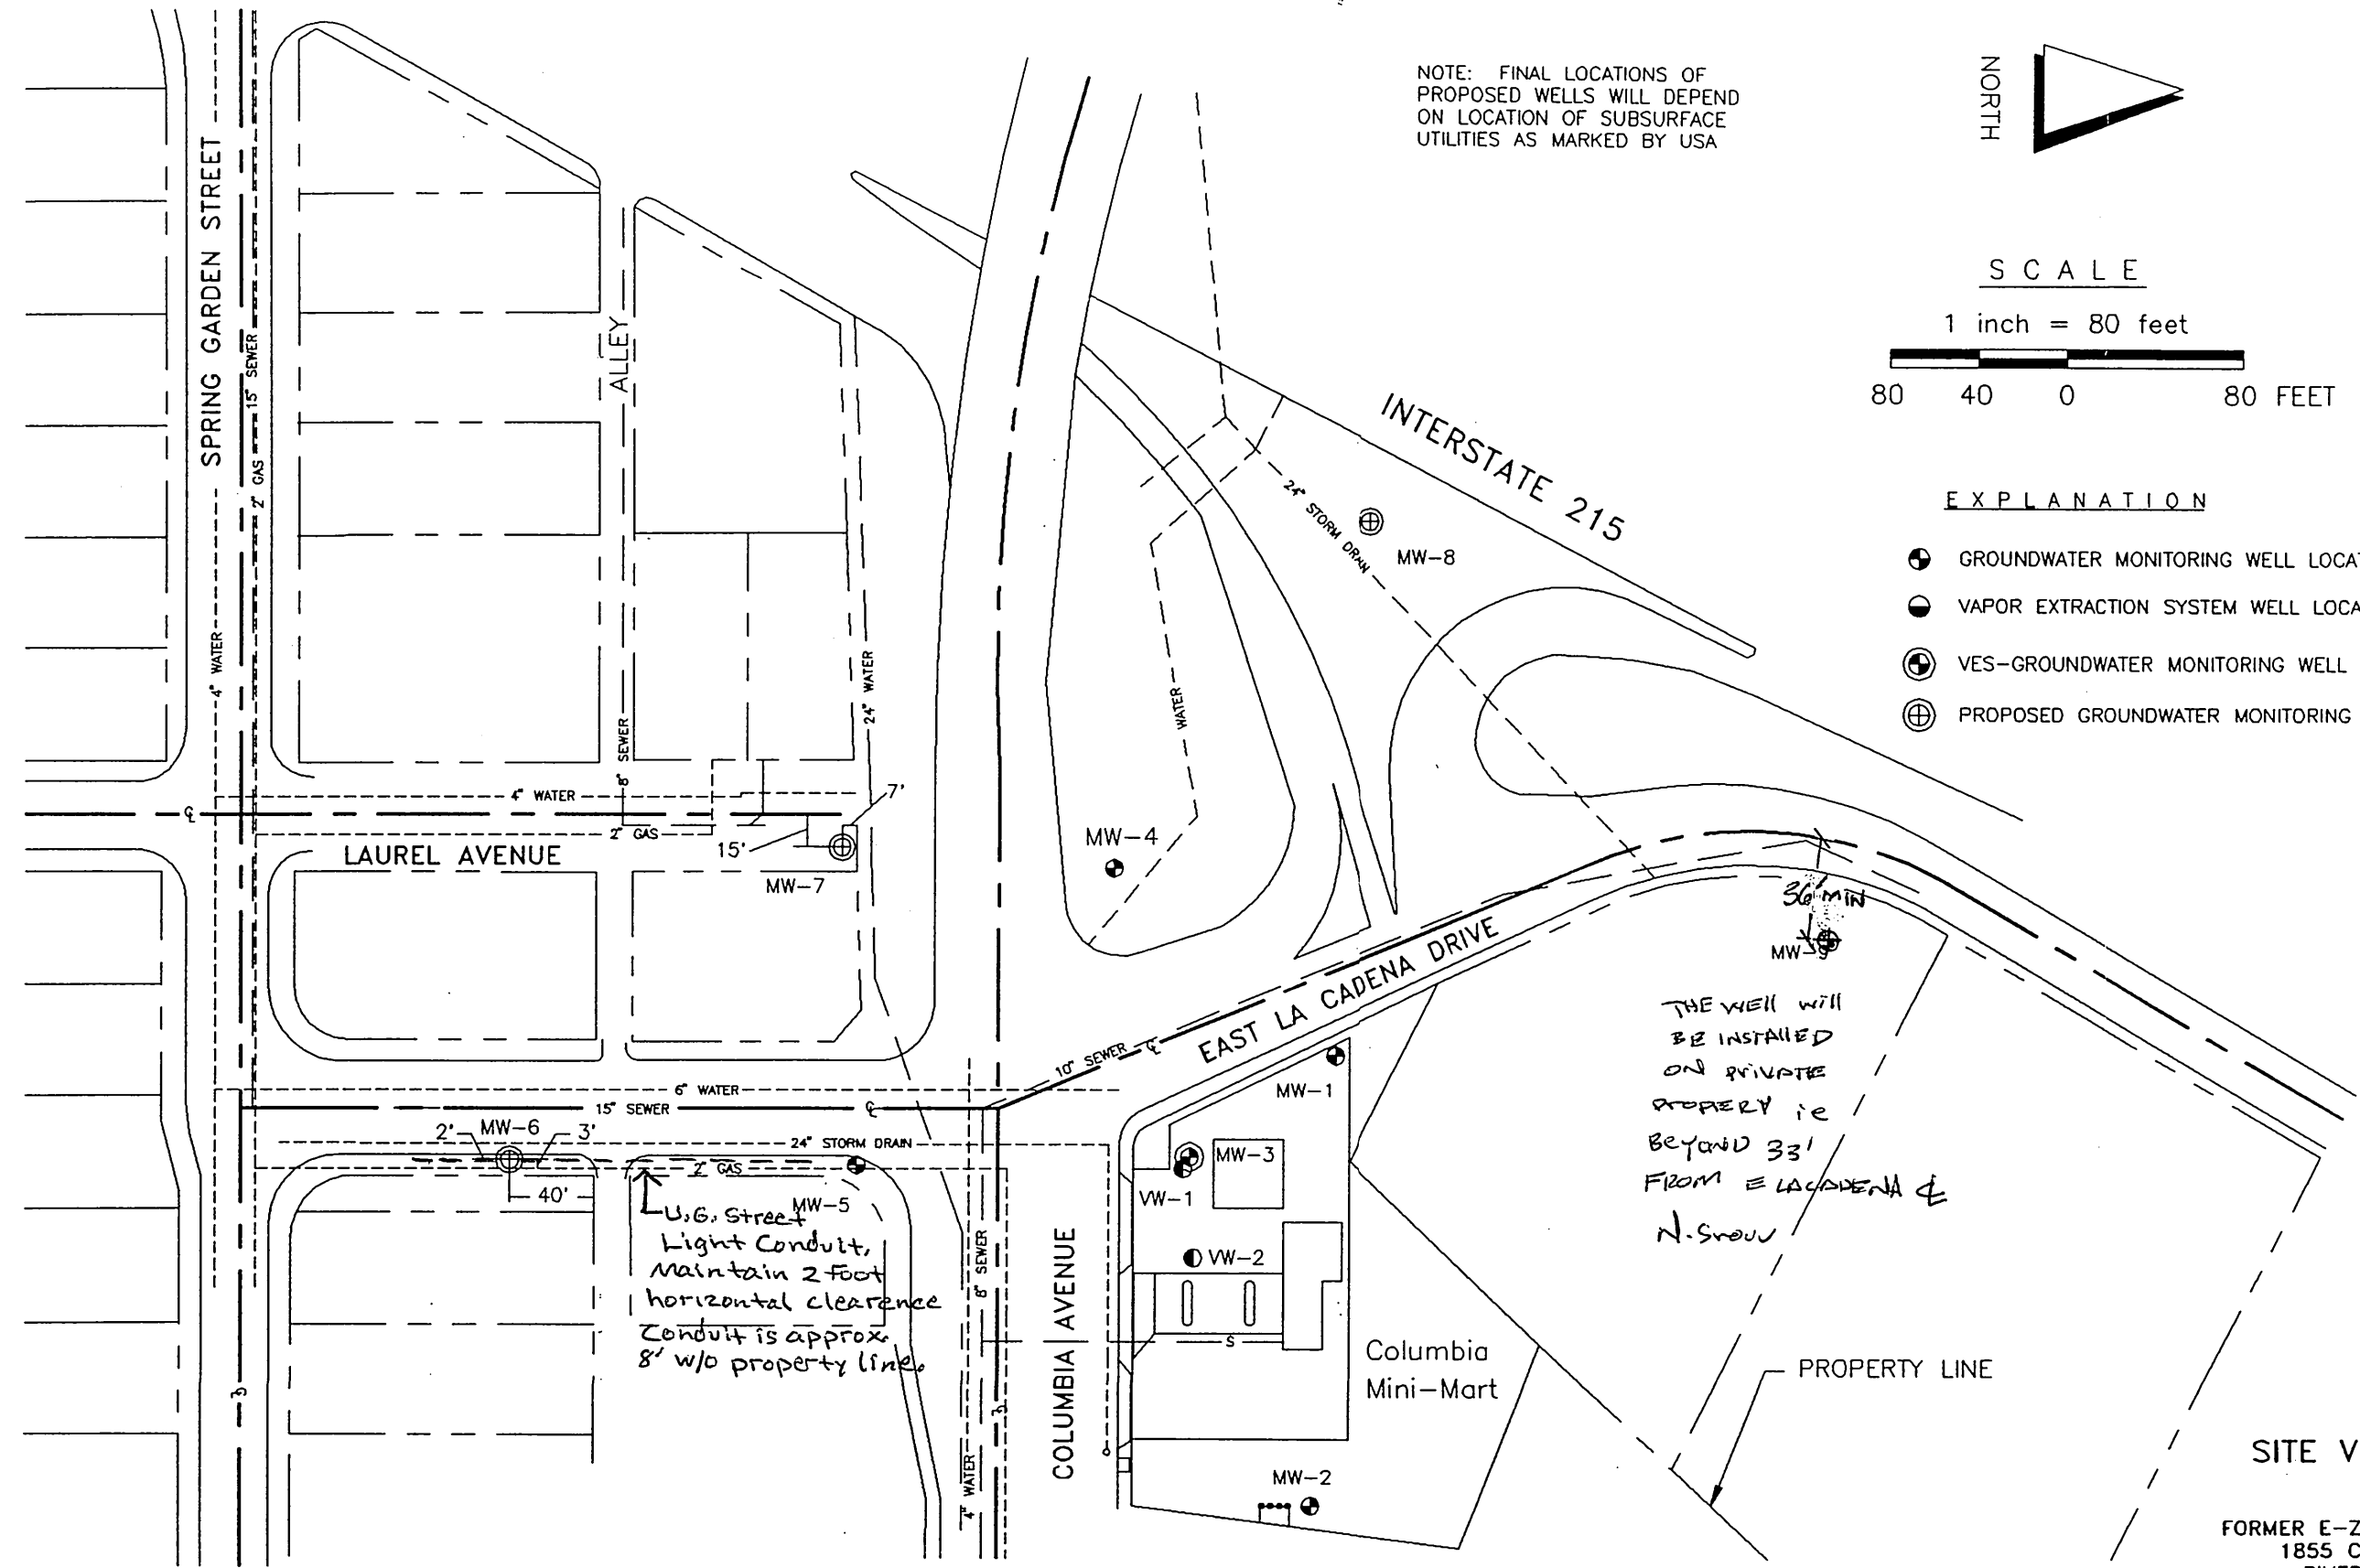 NOTE: FINAL LOCATIONS OF
PROPOSED WELLS WILL DEPEND
ON LOCATION OF SUBSURFACE
UTILITIES AS MARKED BY USA
NORTH
SCALE
1 inch = 80 feet
80 40 0 80 FEET
EXPLANATION
GROUNDWATER MONITORING WELL LOCAT
VAPOR EXTRACTION SYSTEM WELL LOCA
VES-GROUNDWATER MONITORING WELL
PROPOSED GROUNDWATER MONITORING
SPRING GARDEN STREET
15" SEWER
2" GAS
4" WATER
ALLEY
8" SEWER
24" WATER
WATER
INTERSTATE 215
24" STORM DRAIN
MW-8
4" WATER
7'
℄
2" GAS
15'
LAUREL AVENUE
MW-7
MW-4
36' MIN
MW-9
EAST LA CADENA DRIVE
10" SEWER
℄
THE WELL will
BE INSTALLED
ON PRIVATE
PROPERY ie
BEYOND 33'
FROM E LACADENA ℄
N. Snow
MW-1
6" WATER
15" SEWER
℄
2'
MW-6
3'
24" STORM DRAIN
2" GAS
40'
MW-5
U.G. Street
Light Conduit,
Maintain 2 Foot
horizontal clearence
Conduit is approx.
8' w/o property line.
MW-3
VW-1
VW-2
8" SEWER
4" WATER
COLUMBIA AVENUE
S
℄
℄
Columbia
Mini-Mart
PROPERTY LINE
MW-2
SITE V
FORMER E-Z
1855 C